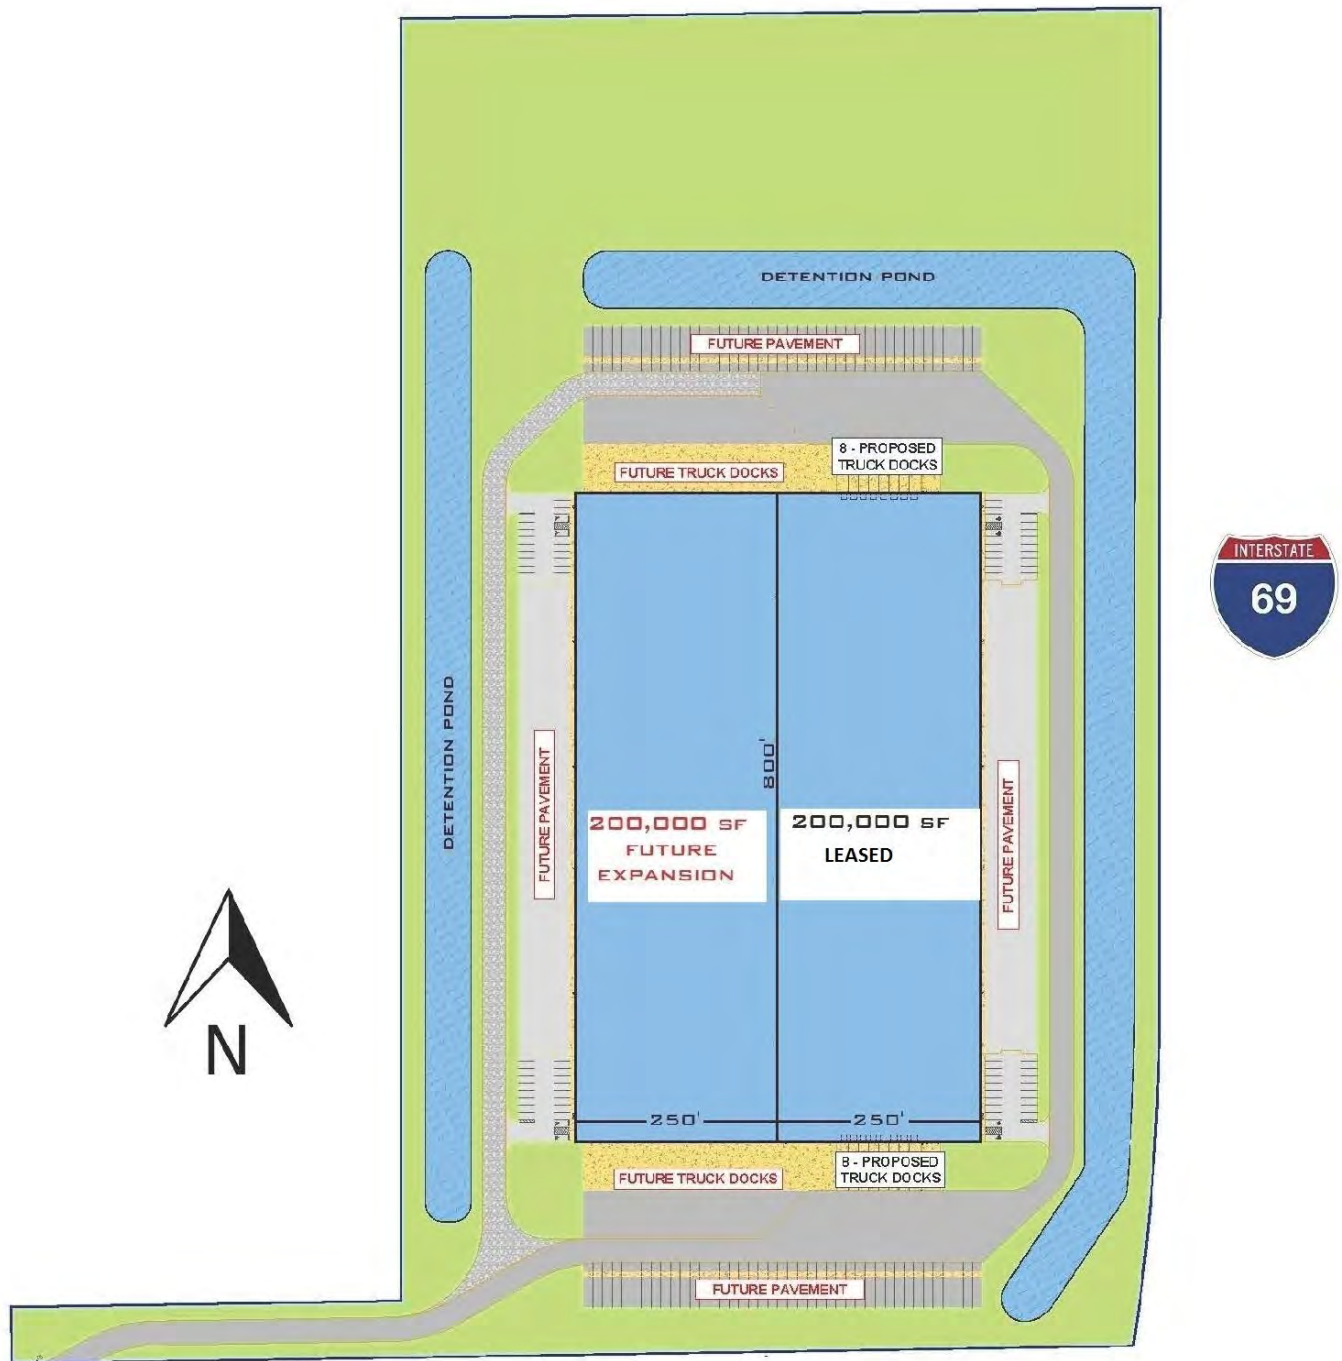 DETENTION POND
FUTURE PAVEMENT
8 - PROPOSED
TRUCK DOCKS
FUTURE TRUCK DOCKS
INTERSTATE
69
DETENTION POND
FUTURE PAVEMENT
800'
FUTURE PAVEMENT
200,000 SF
FUTURE
EXPANSION
200,000 SF
LEASED
N
250'
250'
8 - PROPOSED
TRUCK DOCKS
FUTURE TRUCK DOCKS
FUTURE PAVEMENT